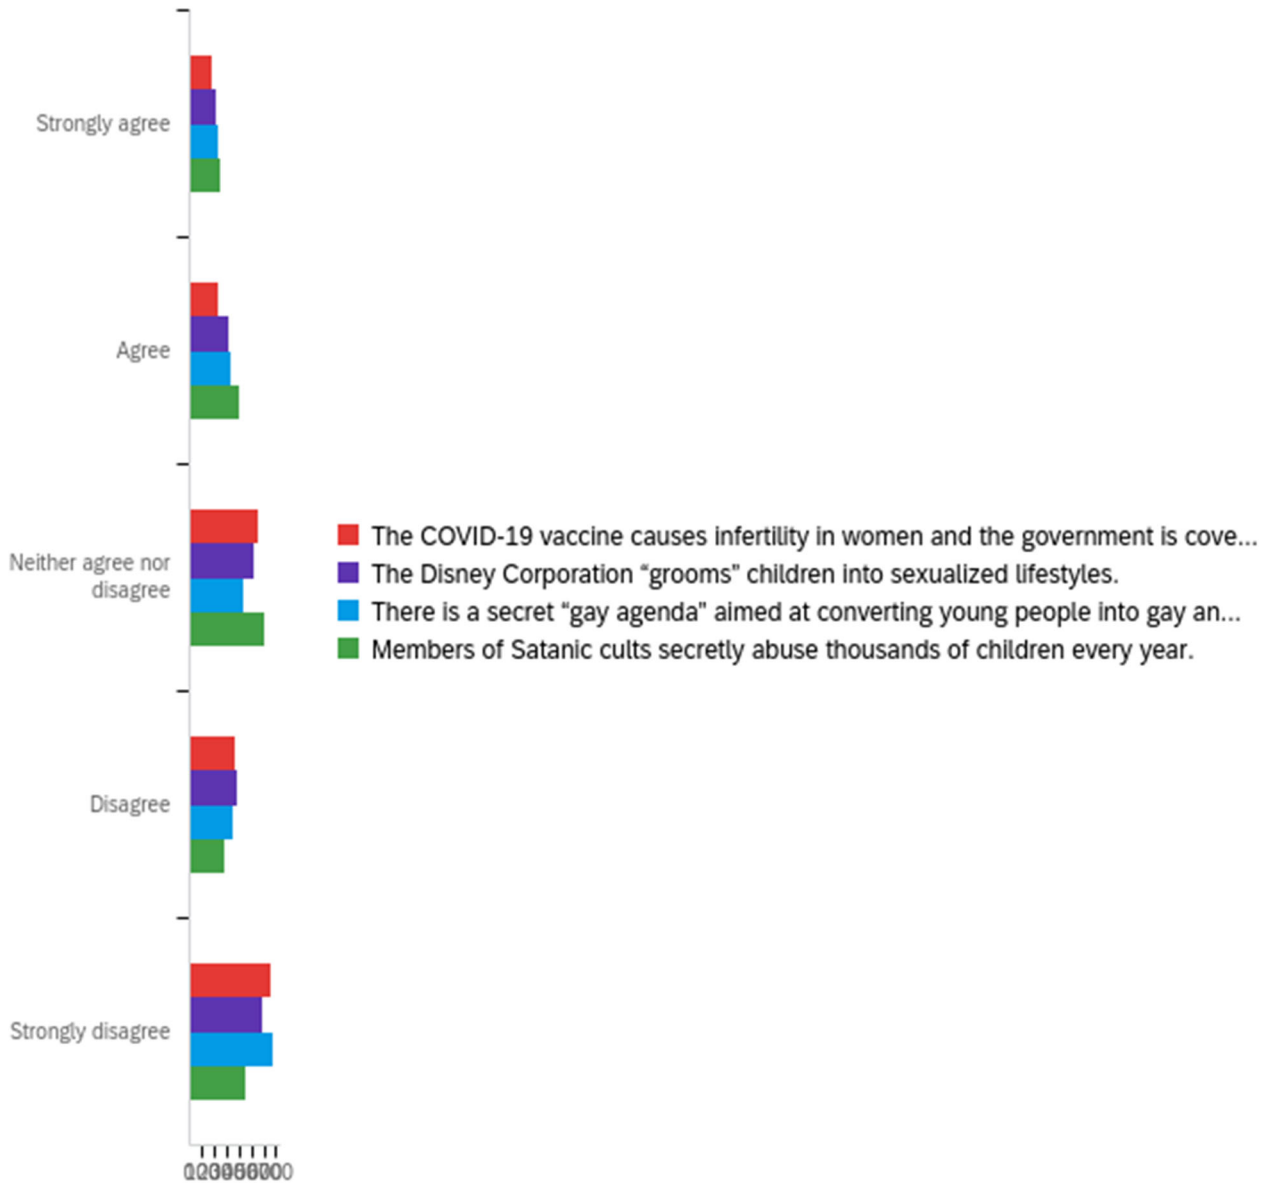 Strongly agree
Agree
Neither agree nor
disagree
Disagree
Strongly disagree
The COVID-19 vaccine causes infertility in women and the government is cove...
The Disney Corporation “grooms” children into sexualized lifestyles.
There is a secret “gay agenda” aimed at converting young people into gay an...
Members of Satanic cults secretly abuse thousands of children every year.